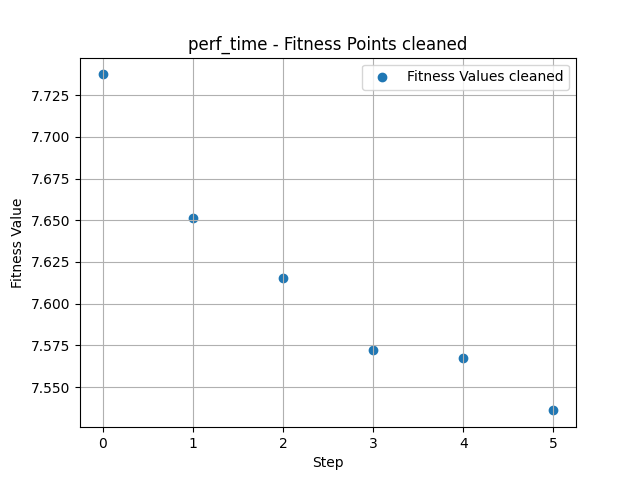 perf_time - Fitness Points cleaned
Fitness Values cleaned
7.725
7.700
7.675
7.650
7.625
7.600
7.575
7.550
Fitness Value
0 1 2 3 4 5
Step